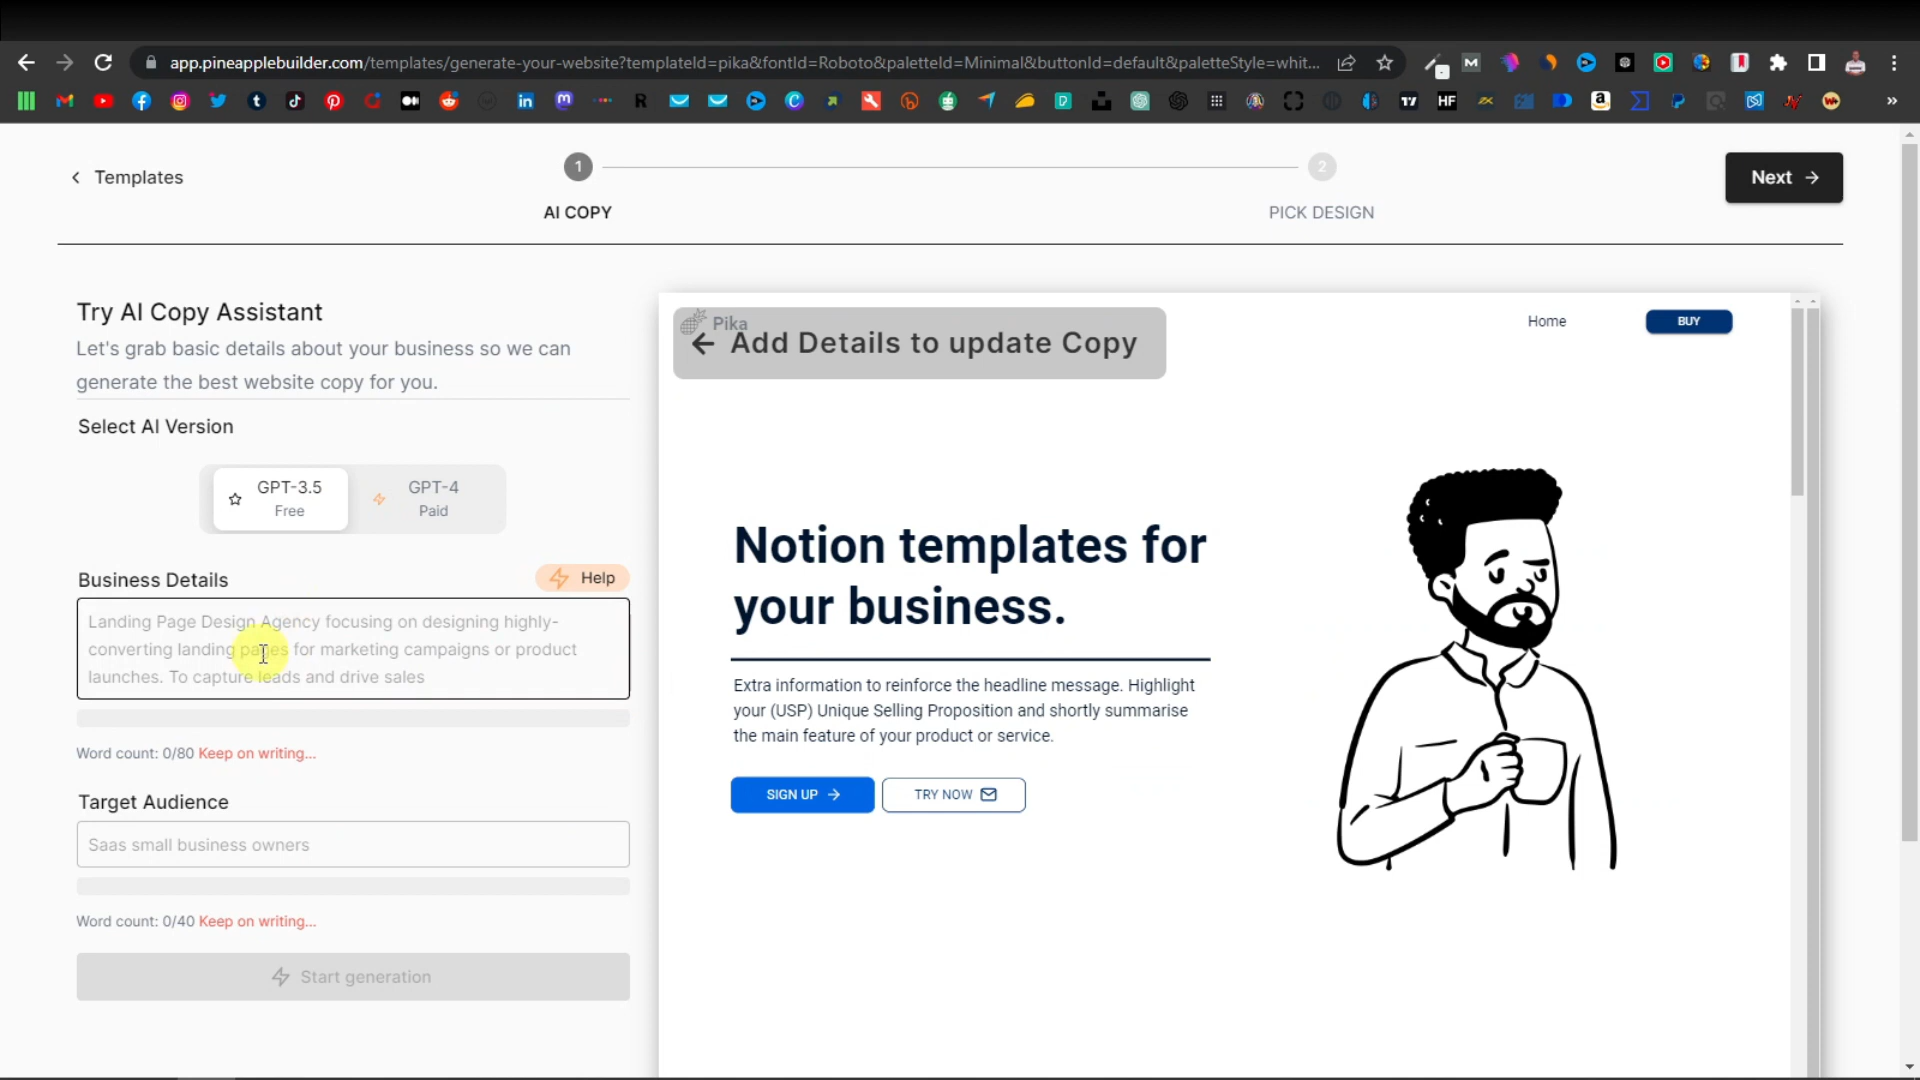 app.pineapplebuilder.com/templates/generate-your-website?templateId=pika&fontId=Roboto&paletteId=Minimal&buttonId=default&paletteStyle=whit...
Templates
1
2
Next
AI COPY
PICK DESIGN
Try AI Copy Assistant
Let's grab basic details about your business so we can
generate the best website copy for you.
Select AI Version
GPT-3.5
Free
GPT-4
Paid
Business Details
Help
Landing Page Design Agency focusing on designing highly-
converting landing pages for marketing campaigns or product
launches. To capture leads and drive sales
Word count: 0/80 Keep on writing...
Target Audience
Saas small business owners
Word count: 0/40 Keep on writing...
Start generation
Pika
Add Details to update Copy
Home
BUY
Notion templates for
your business.
Extra information to reinforce the headline message. Highlight
your (USP) Unique Selling Proposition and shortly summarise
the main feature of your product or service.
SIGN UP
TRY NOW